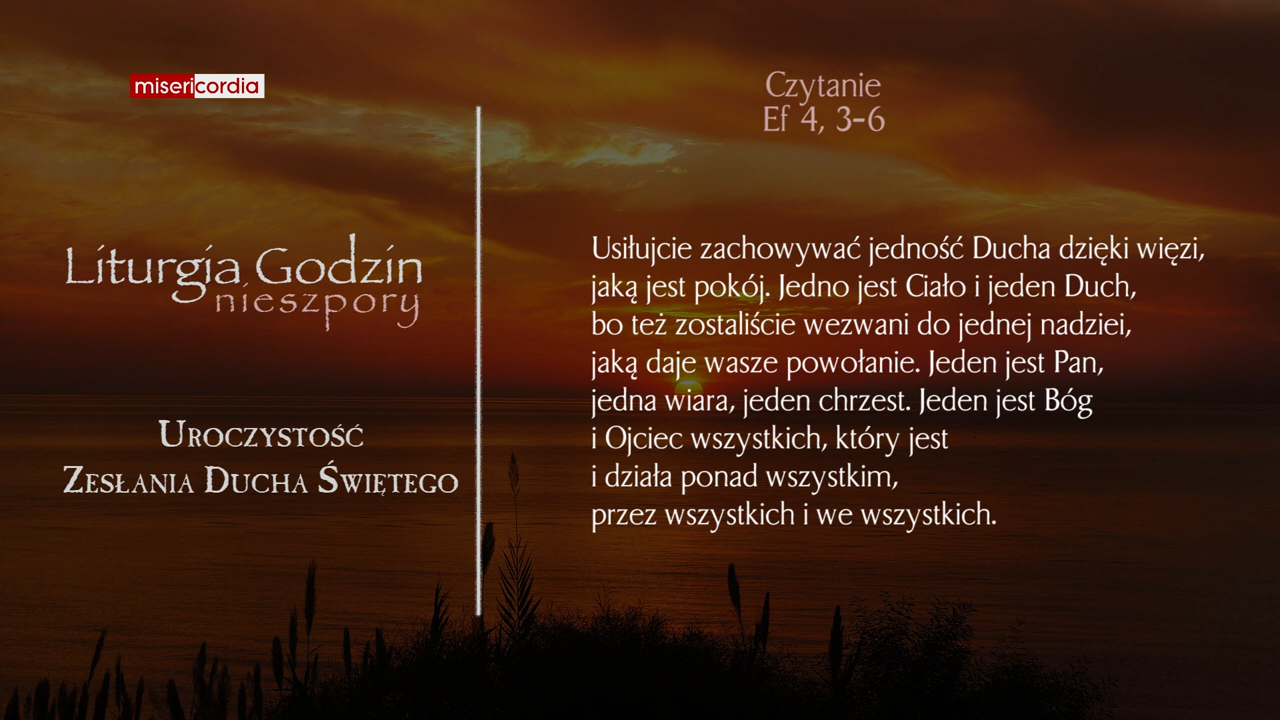 misericordia
Liturgia Godzin
nieszpory
Uroczystość
Zesłania Ducha Świętego
Czytanie
Ef 4, 3-6
Usiłujcie zachowywać jedność Ducha dzięki więzi,
jaką jest pokój. Jedno jest Ciało i jeden Duch,
bo też zostaliście wezwani do jednej nadziei,
jaką daje wasze powołanie. Jeden jest Pan,
jedna wiara, jeden chrzest. Jeden jest Bóg
i Ojciec wszystkich, który jest
i działa ponad wszystkim,
przez wszystkich i we wszystkich.